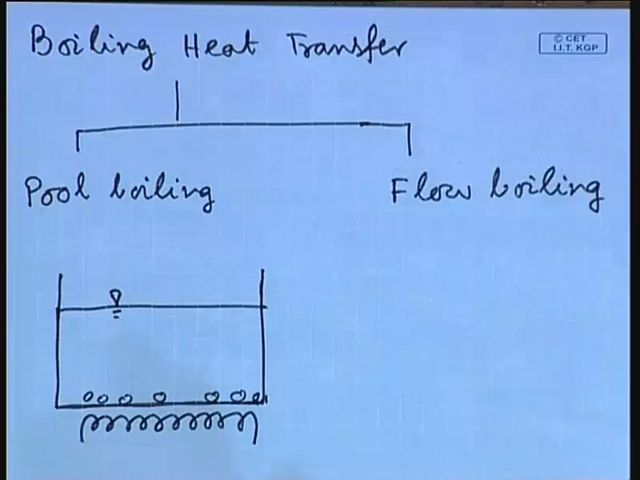 Boiling Heat Transfer
© CET
I.I.T. KGP
Pool boiling
Flow boiling